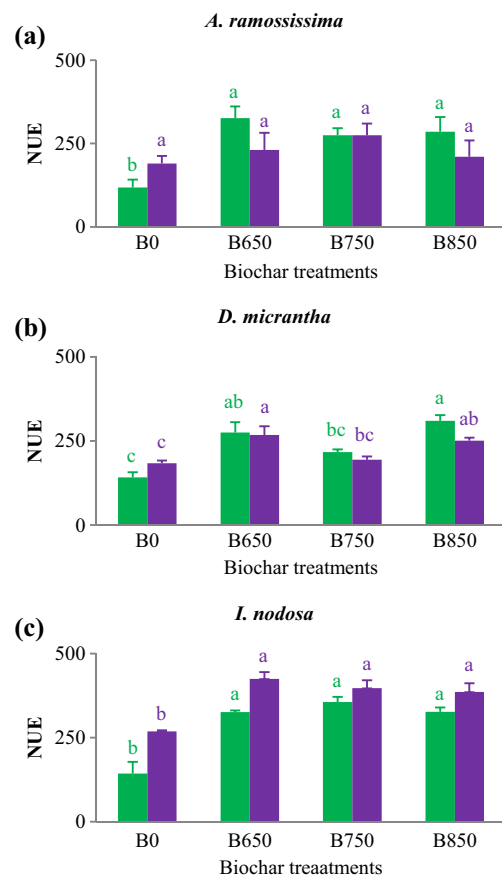 (a)
A. ramossissima
500
250
0
NUE
b a a a a a a a
B0 B650 B750 B850
Biochar treatments
(b)
D. micrantha
500
250
0
NUE
c c ab a bc bc a ab
B0 B650 B750 B850
Biochar treatments
(c)
I. nodosa
500
250
0
NUE
b b a a a a a a
B0 B650 B750 B850
Biochar treaatments